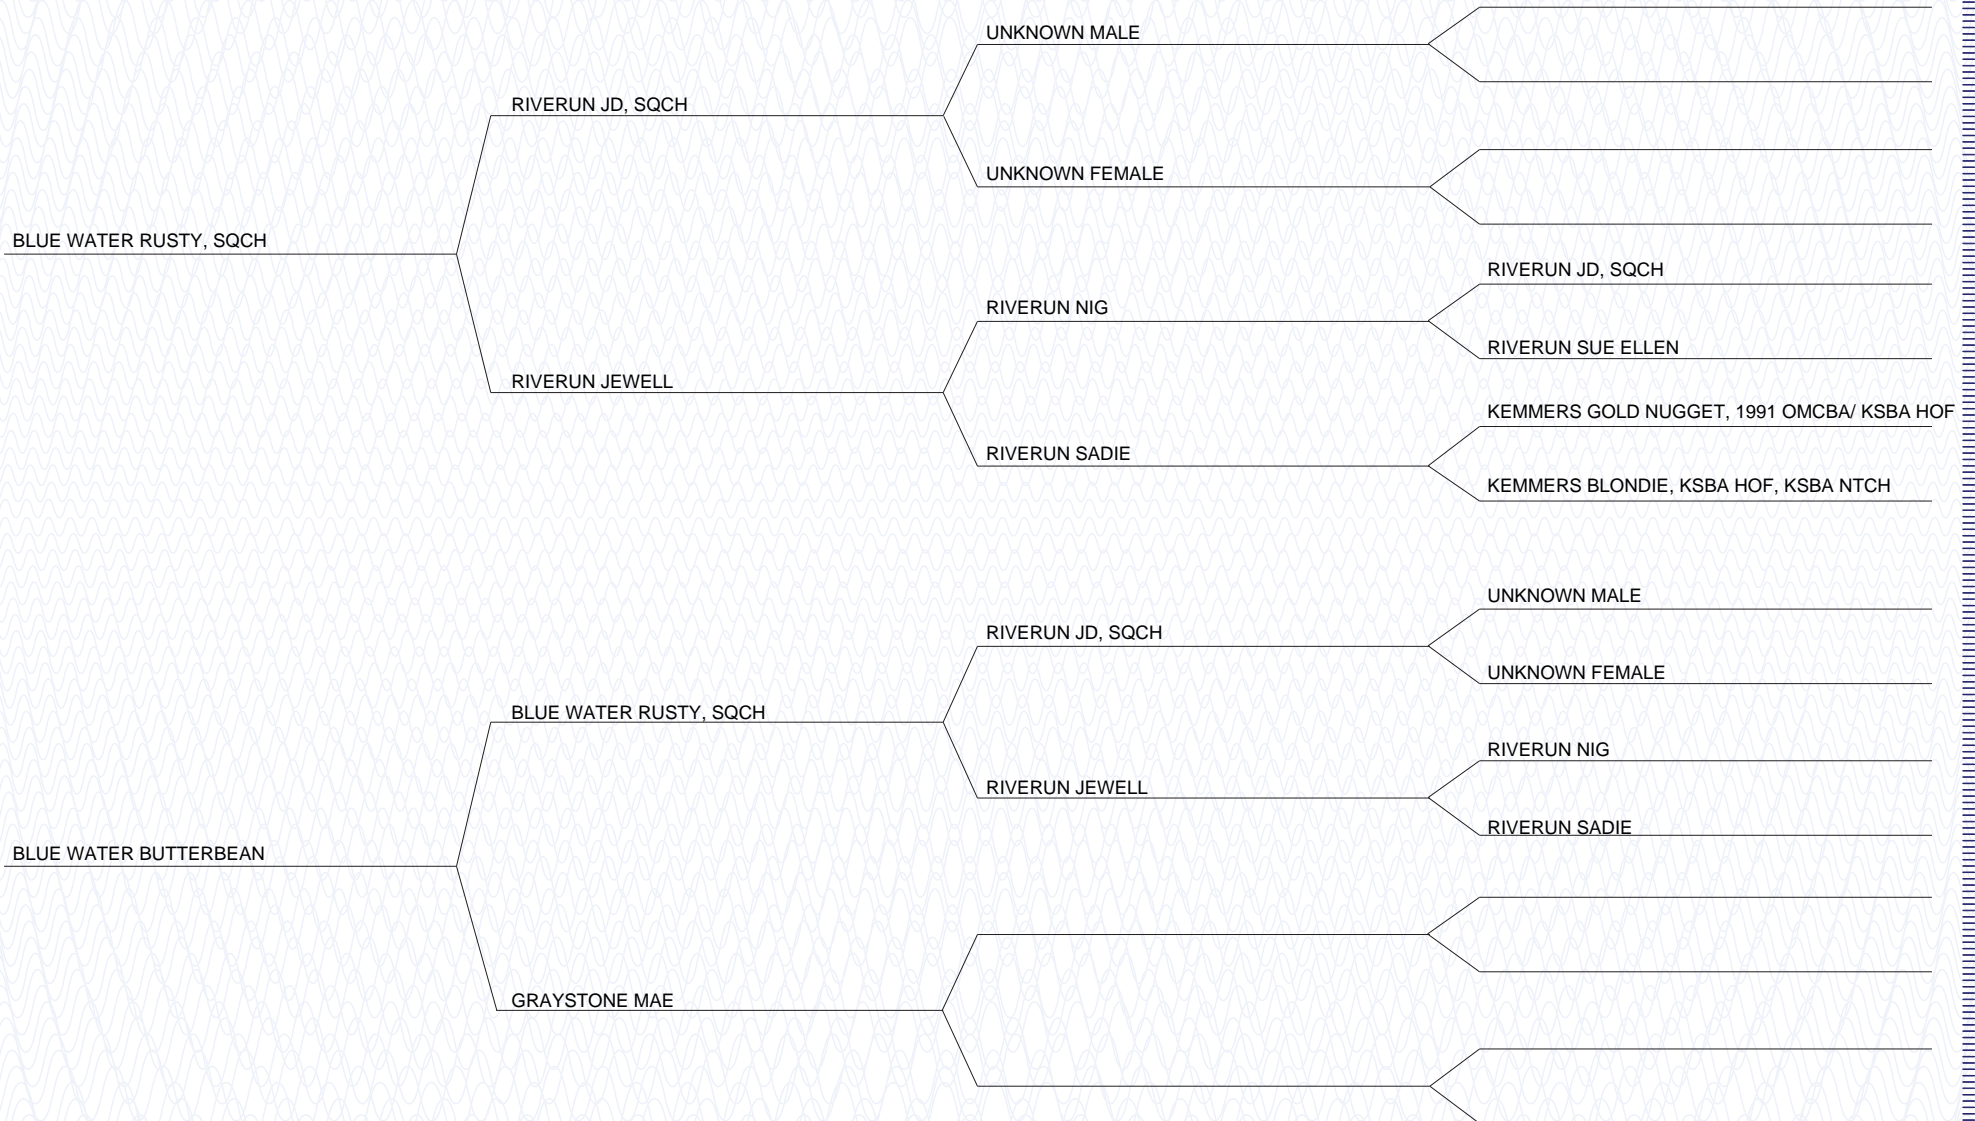 UNKNOWN MALE
RIVERUN JD, SQCH
UNKNOWN FEMALE
BLUE WATER RUSTY, SQCH
RIVERUN JD, SQCH
RIVERUN NIG
RIVERUN SUE ELLEN
RIVERUN JEWELL
KEMMERS GOLD NUGGET, 1991 OMCBA/ KSBA HOF
RIVERUN SADIE
KEMMERS BLONDIE, KSBA HOF, KSBA NTCH
UNKNOWN MALE
RIVERUN JD, SQCH
UNKNOWN FEMALE
BLUE WATER RUSTY, SQCH
RIVERUN NIG
RIVERUN JEWELL
RIVERUN SADIE
BLUE WATER BUTTERBEAN
GRAYSTONE MAE